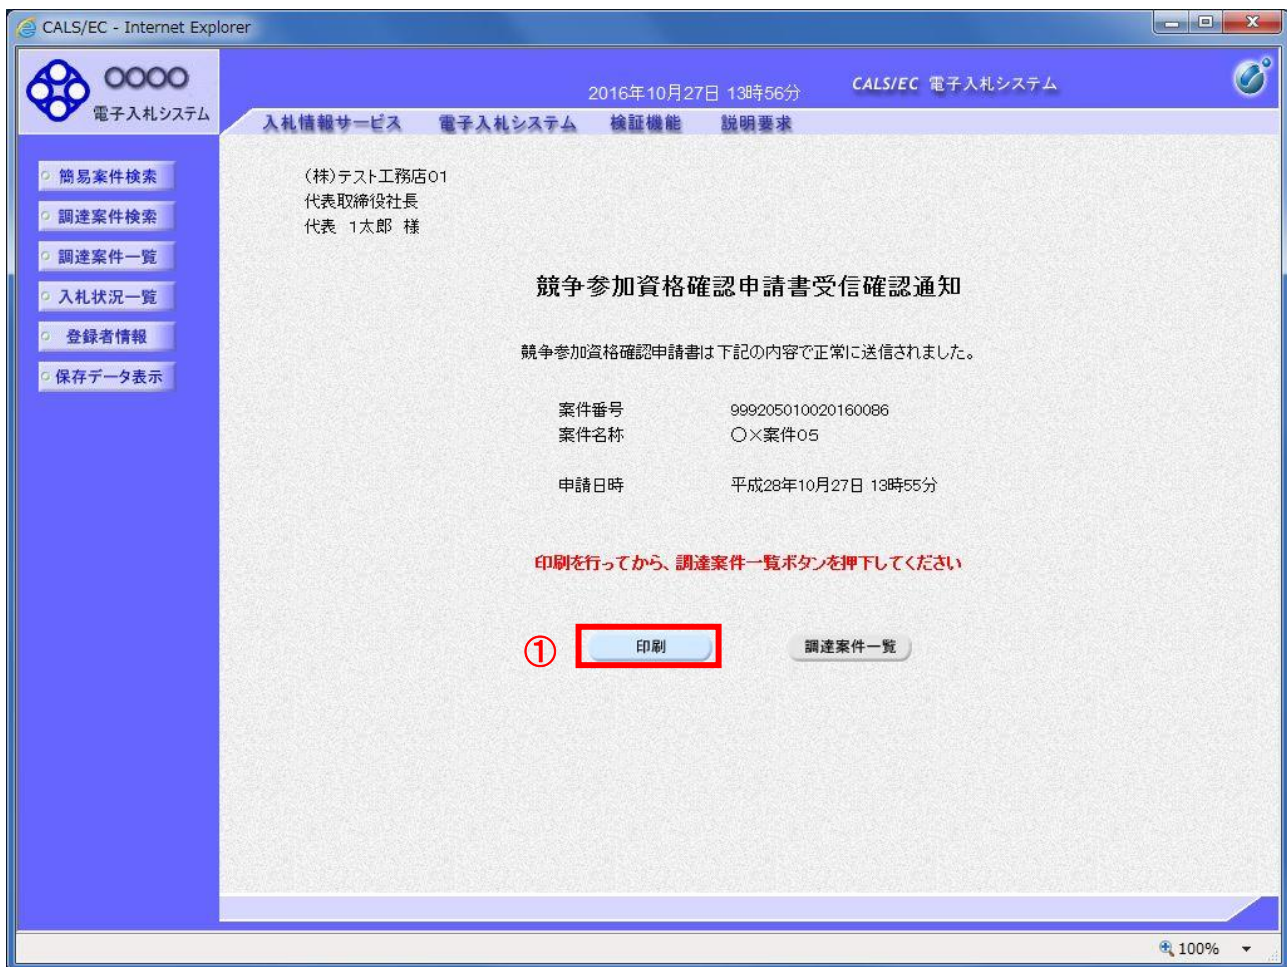 CALS/EC - Internet Explorer
○○○○
電子入札システム
2016年10月27日 13時56分
CALS/EC 電子入札システム
入札情報サービス 電子入札システム 検証機能 説明要求
簡易案件検索
調達案件検索
調達案件一覧
入札状況一覧
登録者情報
保存データ表示
(株)テスト工務店01
代表取締役社長
代表 1太郎 様
競争参加資格確認申請書受信確認通知
競争参加資格確認申請書は下記の内容で正常に送信されました。
案件番号 999205010020160086
案件名称 ○×案件05
申請日時 平成28年10月27日 13時55分
印刷を行ってから、調達案件一覧ボタンを押下してください
① 印刷 調達案件一覧
100%